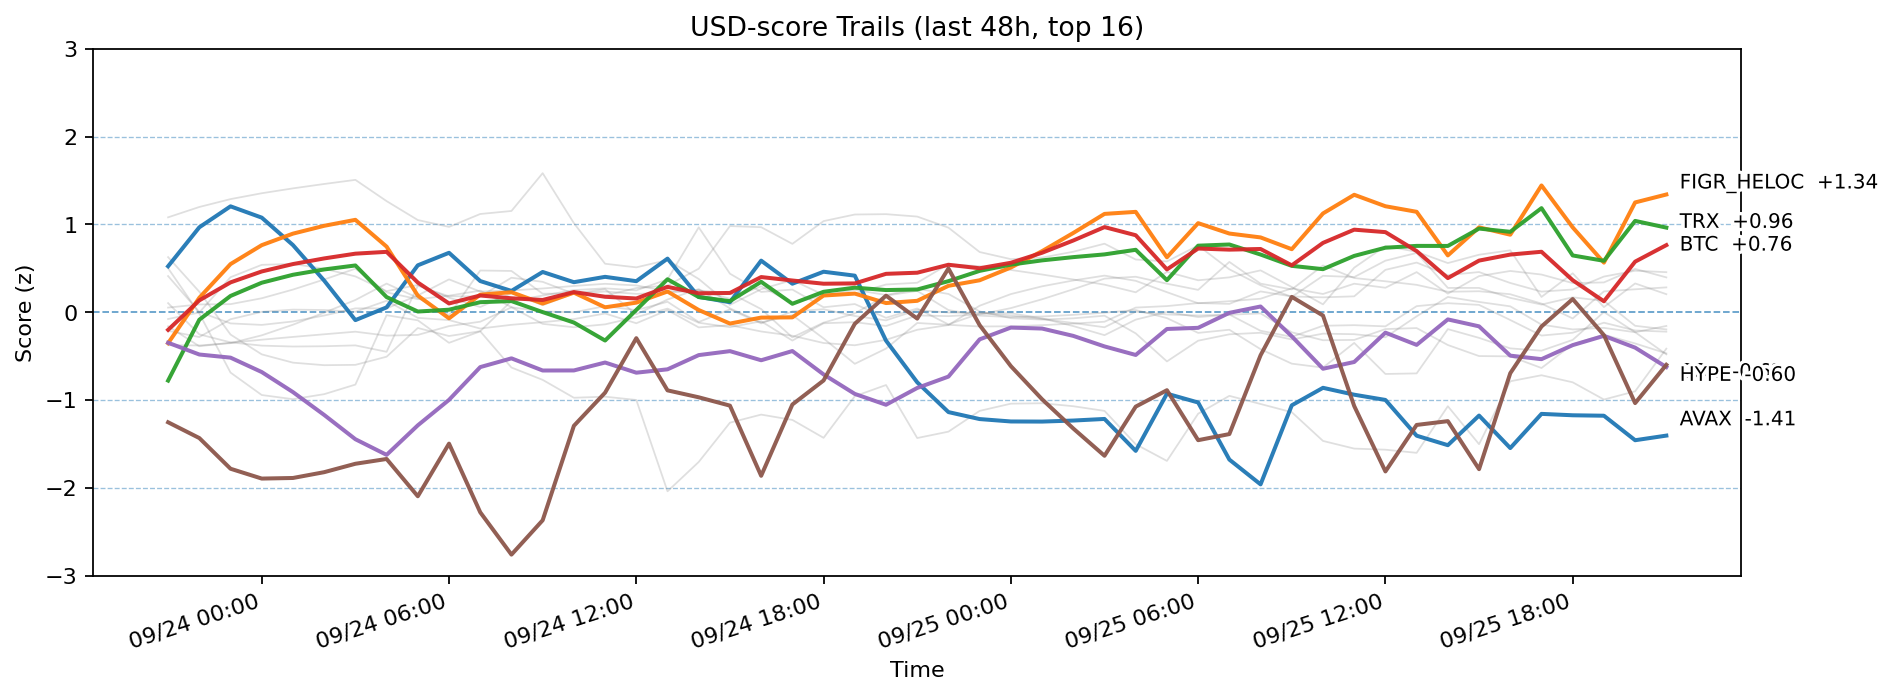 USD-score Trails (last 48h, top 16)
Score (z)
3
2
1
0
−1
−2
−3
FIGR_HELOC +1.34
TRX +0.96
BTC +0.76
HYPE -0.60
AVAX -1.41
09/24 00:00
09/24 06:00
09/24 12:00
09/24 18:00
09/25 00:00
09/25 06:00
09/25 12:00
09/25 18:00
Time